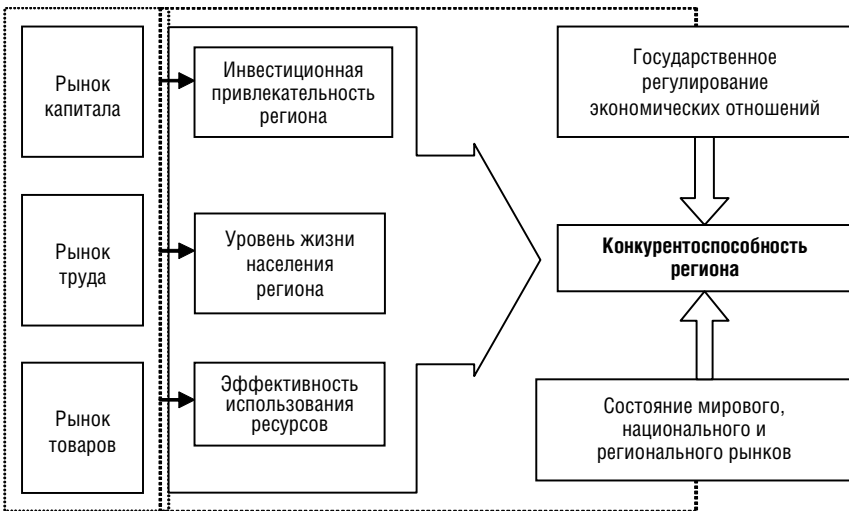 Рынок
капитала
Инвестиционная
привлекательность
региона
Государственное
регулирование
экономических отношений
Рынок
труда
Уровень жизни
населения
региона
Конкурентоспособность
региона
Рынок
товаров
Эффективность
использования
ресурсов
Состояние мирового,
национального и
регионального рынков